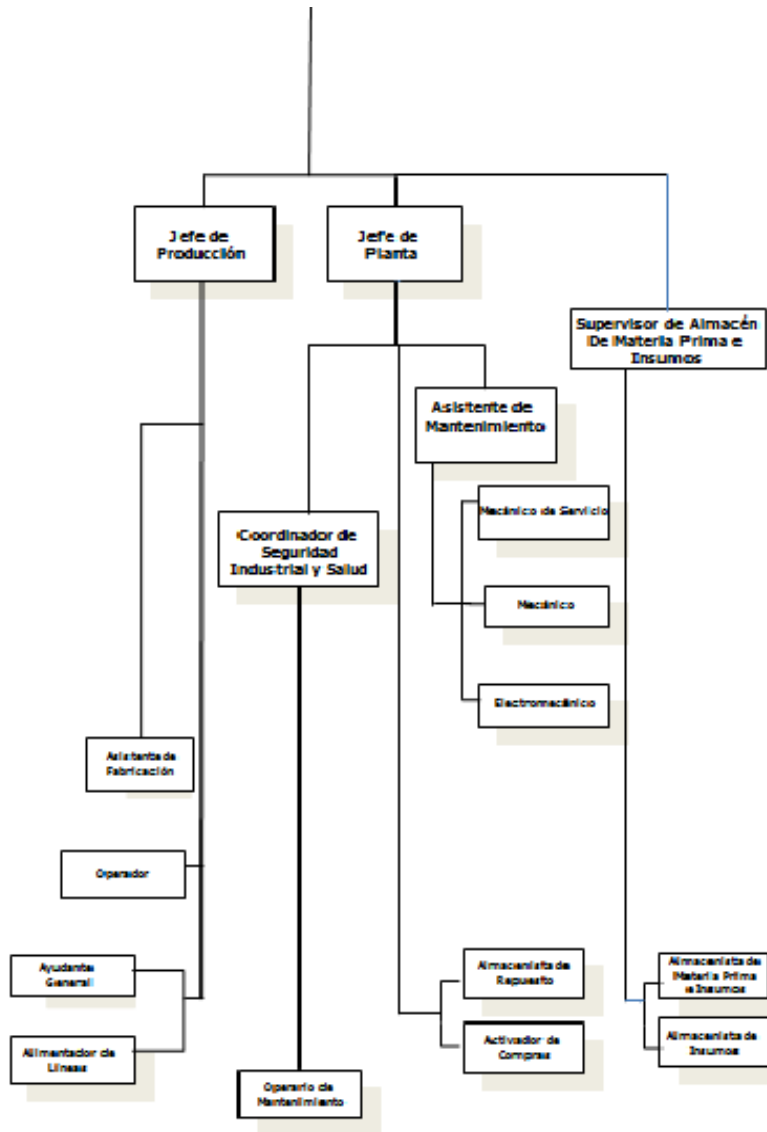 Jefe de
Producción
Jefe de
Planta
Supervisor de Almacén
De Materia Prima e
Insumos
Asistente de
Mantenimiento
Mecánico de Servicio
Coordinador de
Seguridad
Industrial y Salud
Mecánico
Electromecánico
Asistente de
Fabricación
Operador
Ayudante
General
Almacenista de
Repuesto
Almacenista de
Materia Prima
e Insumos
Alimentador de
Líneas
Activador de
Compras
Almacenista de
Insumos
Operario de
Mantenimiento